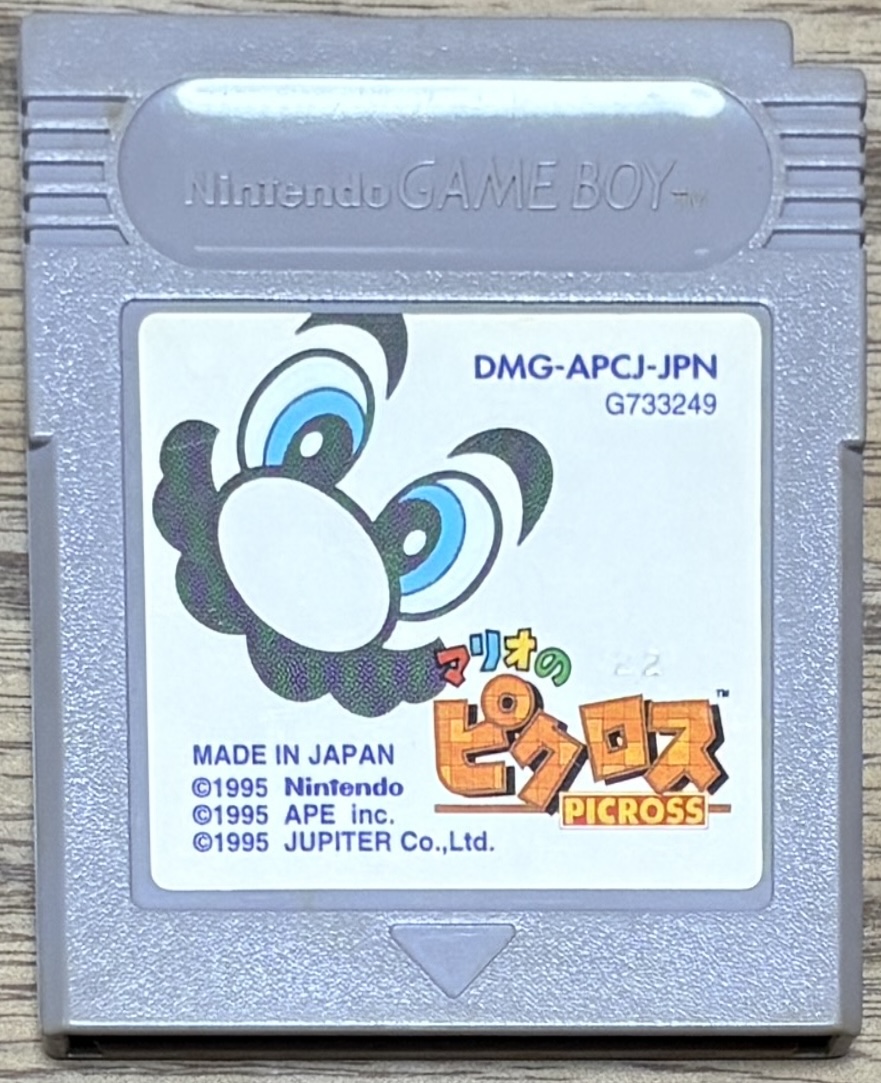 Nintendo GAME BOY™
DMG-APCJ-JPN
G733249
マリオの
22
ピクロス™
PICROSS
MADE IN JAPAN
©1995 Nintendo
©1995 APE inc.
©1995 JUPITER Co.,Ltd.